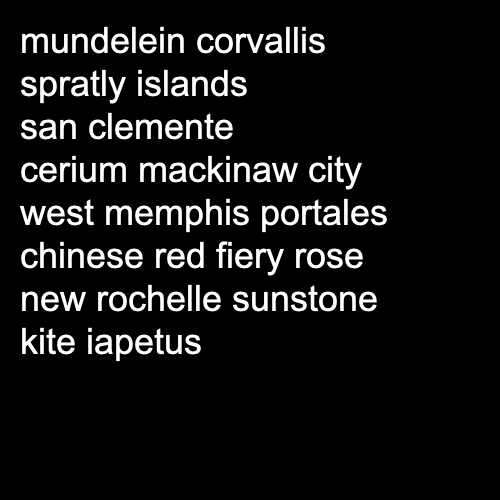 mundelein corvallis
spratly islands
san clemente
cerium mackinaw city
west memphis portales
chinese red fiery rose
new rochelle sunstone
kite iapetus